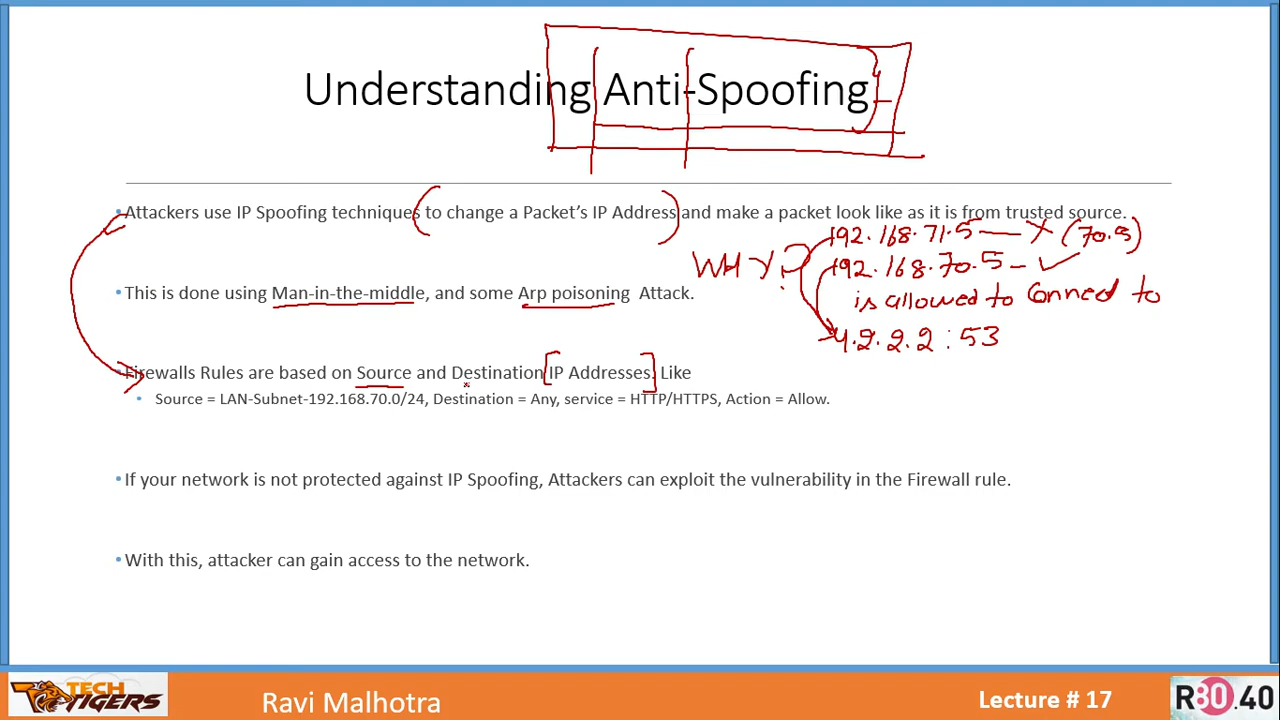 Understanding Anti-Spoofing
•Attackers use IP Spoofing techniques to change a Packet's IP Address and make a packet look like as it is from trusted source.
192.168.71.5 — X (70.5)
WHY?
192.168.70.5 – ✓
•This is done using Man-in-the-middle, and some Arp poisoning Attack.
is allowed to Connect to
4.2.2.2 : 53
•Firewalls Rules are based on Source and Destination [IP Addresses] Like
• Source = LAN-Subnet-192.168.70.0/24, Destination = Any, service = HTTP/HTTPS, Action = Allow.
•If your network is not protected against IP Spoofing, Attackers can exploit the vulnerability in the Firewall rule.
•With this, attacker can gain access to the network.
TECH
TIGERS
Ravi Malhotra
Lecture # 17
R80.40